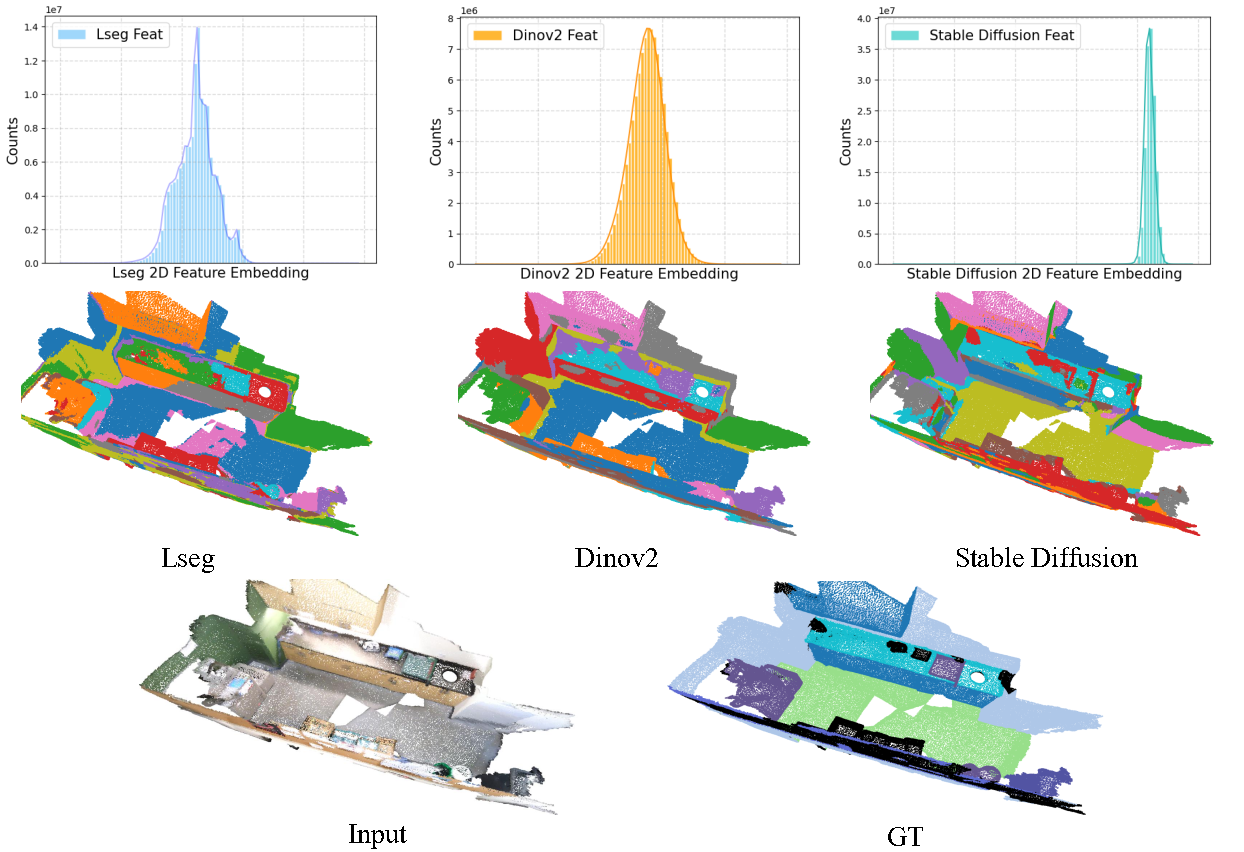 1e7
Lseg Feat
1.4
1.2
1.0
0.8
0.6
0.4
0.2
0.0
Counts
Lseg 2D Feature Embedding
1e6
Dinov2 Feat
8
7
6
5
4
3
2
1
0
Counts
Dinov2 2D Feature Embedding
1e7
Stable Diffusion Feat
4.0
3.5
3.0
2.5
2.0
1.5
1.0
0.5
0.0
Counts
Stable Diffusion 2D Feature Embedding
Lseg
Dinov2
Stable Diffusion
Input
GT